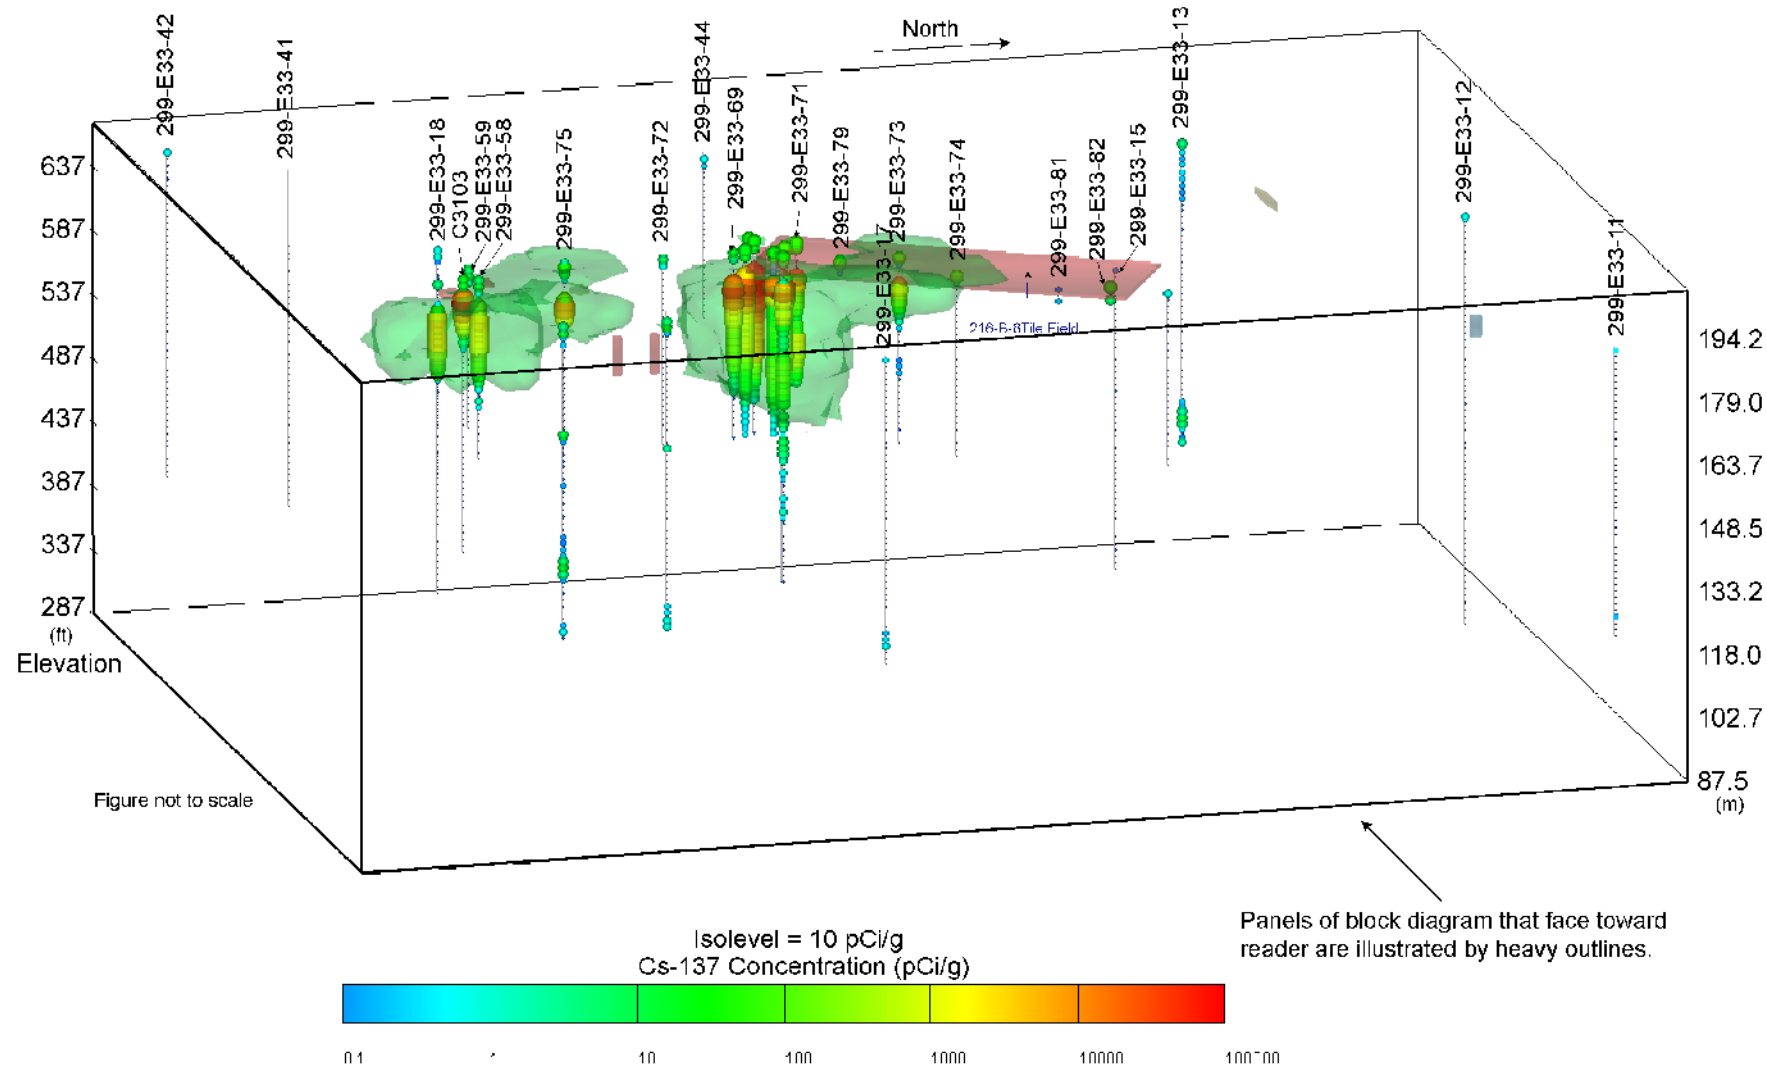 North
299-E33-42
299-E33-41
299-E33-18
C3103
299-E33-59
299-E33-58
299-E33-75
299-E33-72
299-E33-44
299-E33-69
299-E33-71
299-E33-79
299-E33-17
299-E33-73
299-E33-74
299-E33-81
299-E33-82
299-E33-15
299-E33-13
299-E33-12
299-E33-11
637
587
537
487
437
387
337
287
(ft)
Elevation
216-B-8Tile Field
194.2
179.0
163.7
148.5
133.2
118.0
102.7
87.5
(m)
Figure not to scale
Panels of block diagram that face toward
reader are illustrated by heavy outlines.
Isolevel = 10 pCi/g
Cs-137 Concentration (pCi/g)
0.1 10 100 1000 10000